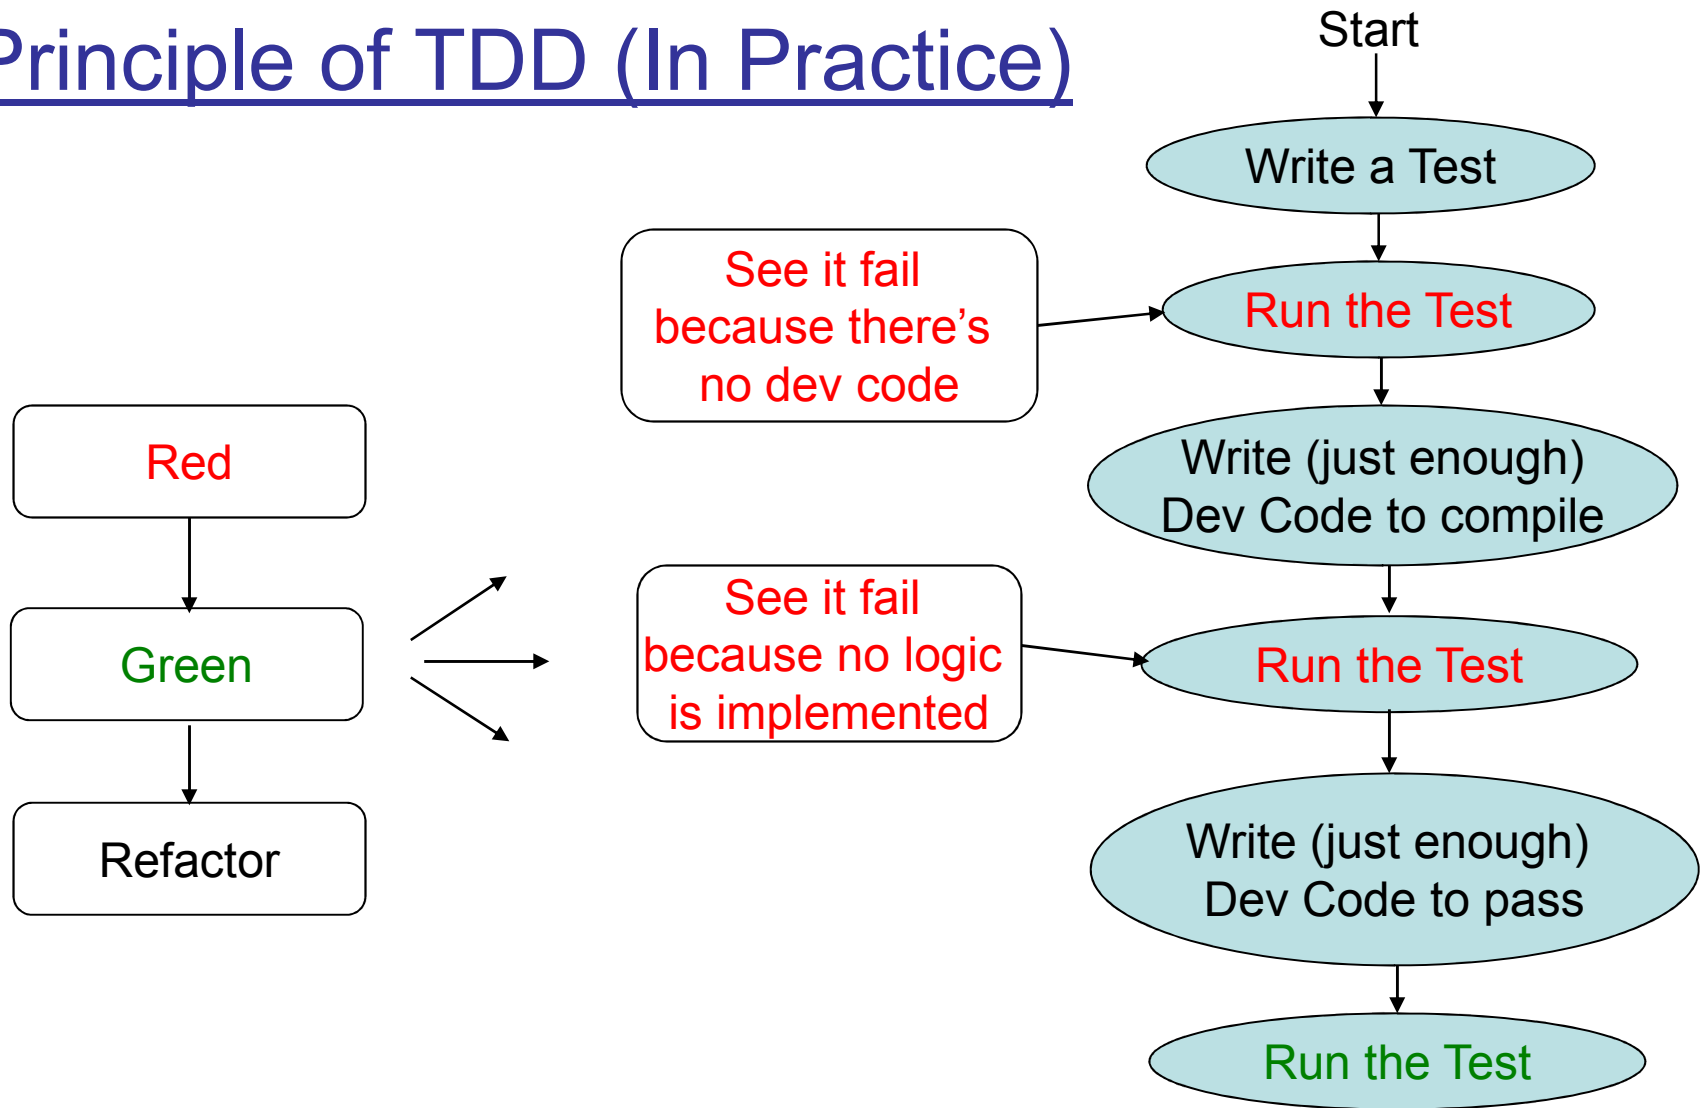 Principle of TDD (In Practice)
Start
Write a Test
See it fail
because there's
no dev code
Run the Test
Red
Write (just enough)
Dev Code to compile
Green
See it fail
because no logic
is implemented
Run the Test
Refactor
Write (just enough)
Dev Code to pass
Run the Test